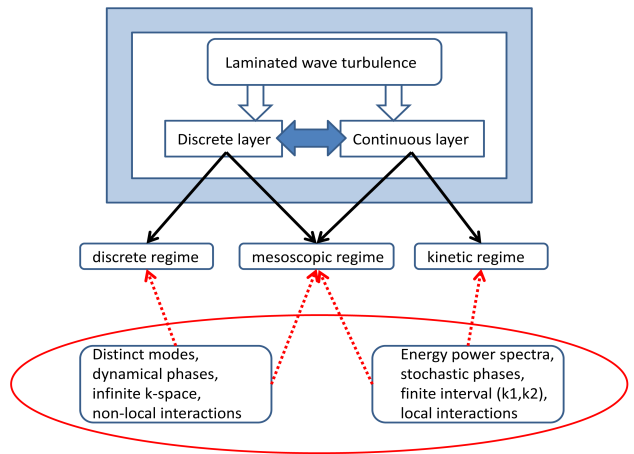 Laminated wave turbulence
Discrete layer
Continuous layer
discrete regime
mesoscopic regime
kinetic regime
Distinct modes,
dynamical phases,
infinite k-space,
non-local interactions
Energy power spectra,
stochastic phases,
finite interval (k1,k2),
local interactions